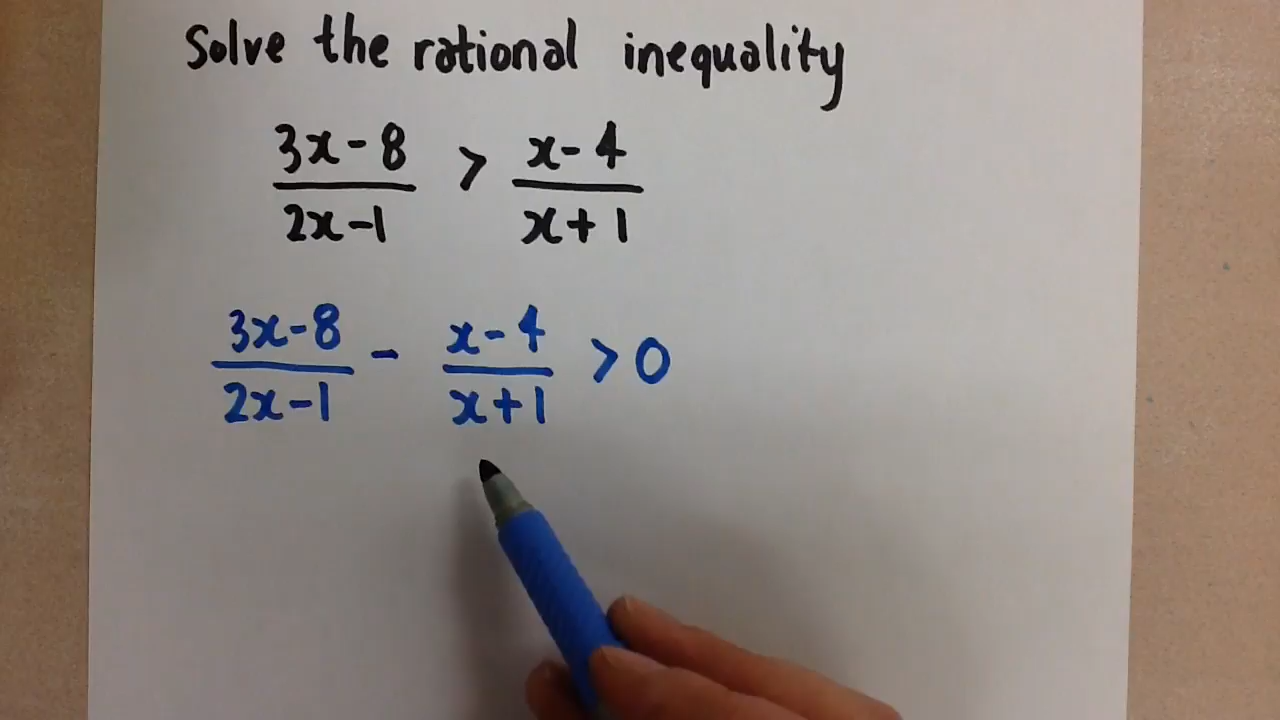 Solve the rational inequality
(3x-8)/(2x-1) > (x-4)/(x+1)
(3x-8)/(2x-1) - (x-4)/(x+1) > 0